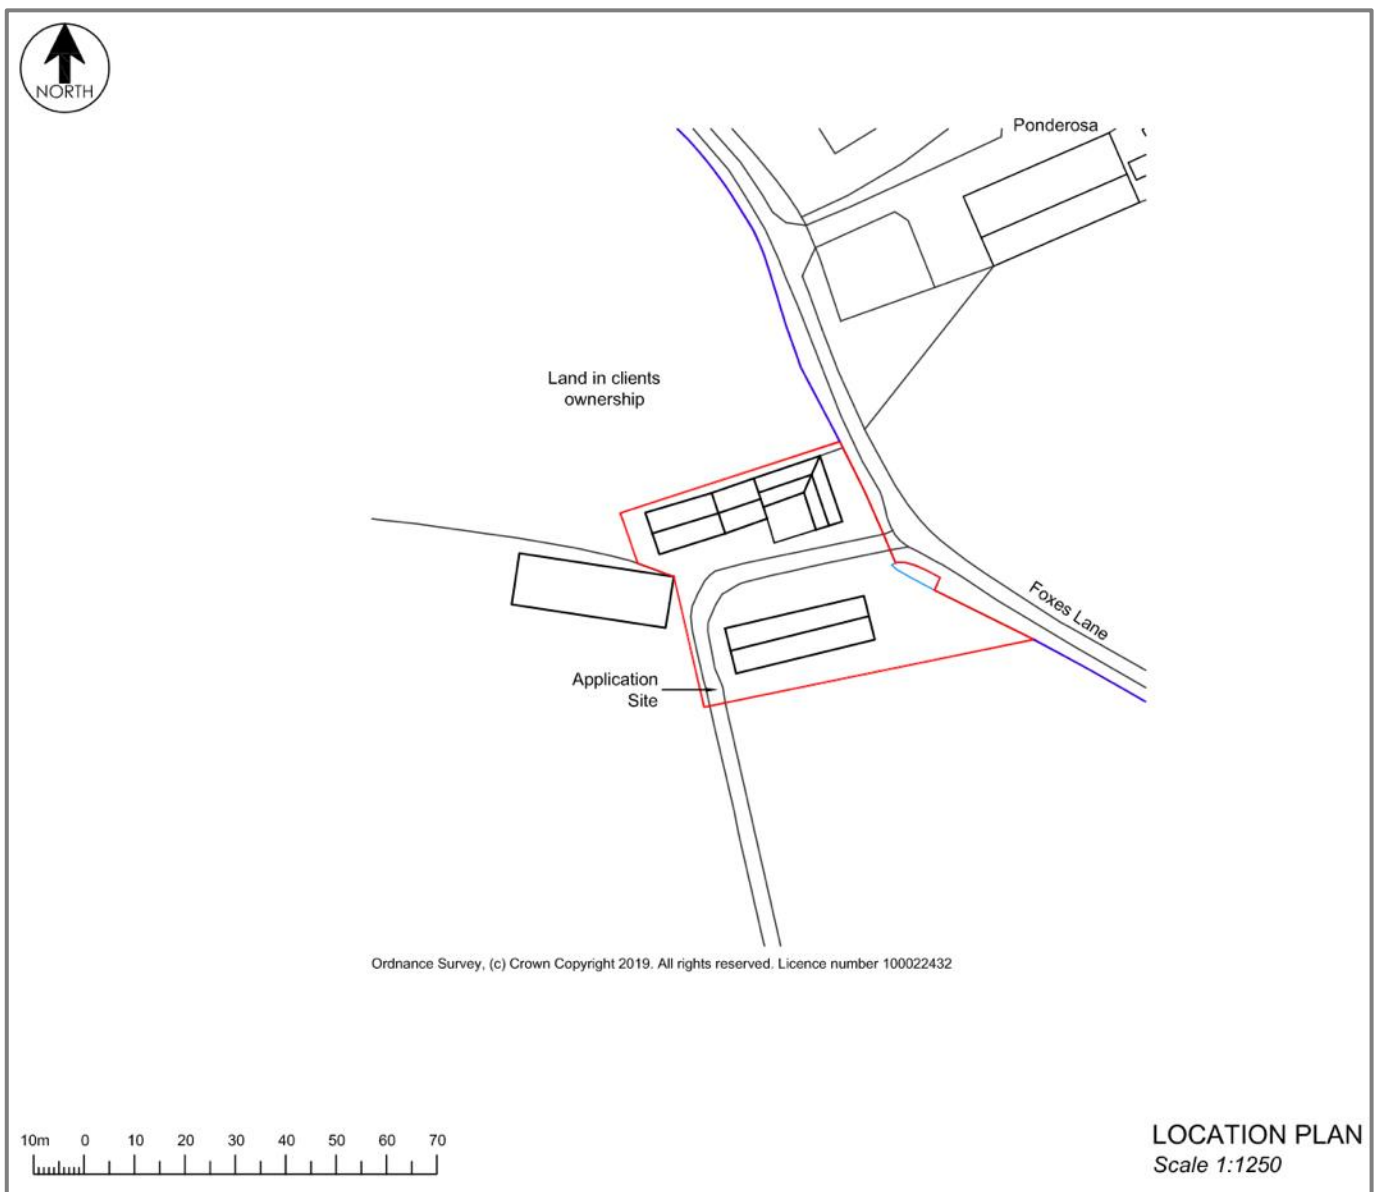 NORTH
Ponderosa
Land in clients
ownership
Foxes Lane
Application
Site
Ordnance Survey, (c) Crown Copyright 2019. All rights reserved. Licence number 100022432
10m 0 10 20 30 40 50 60 70
LOCATION PLAN
Scale 1:1250